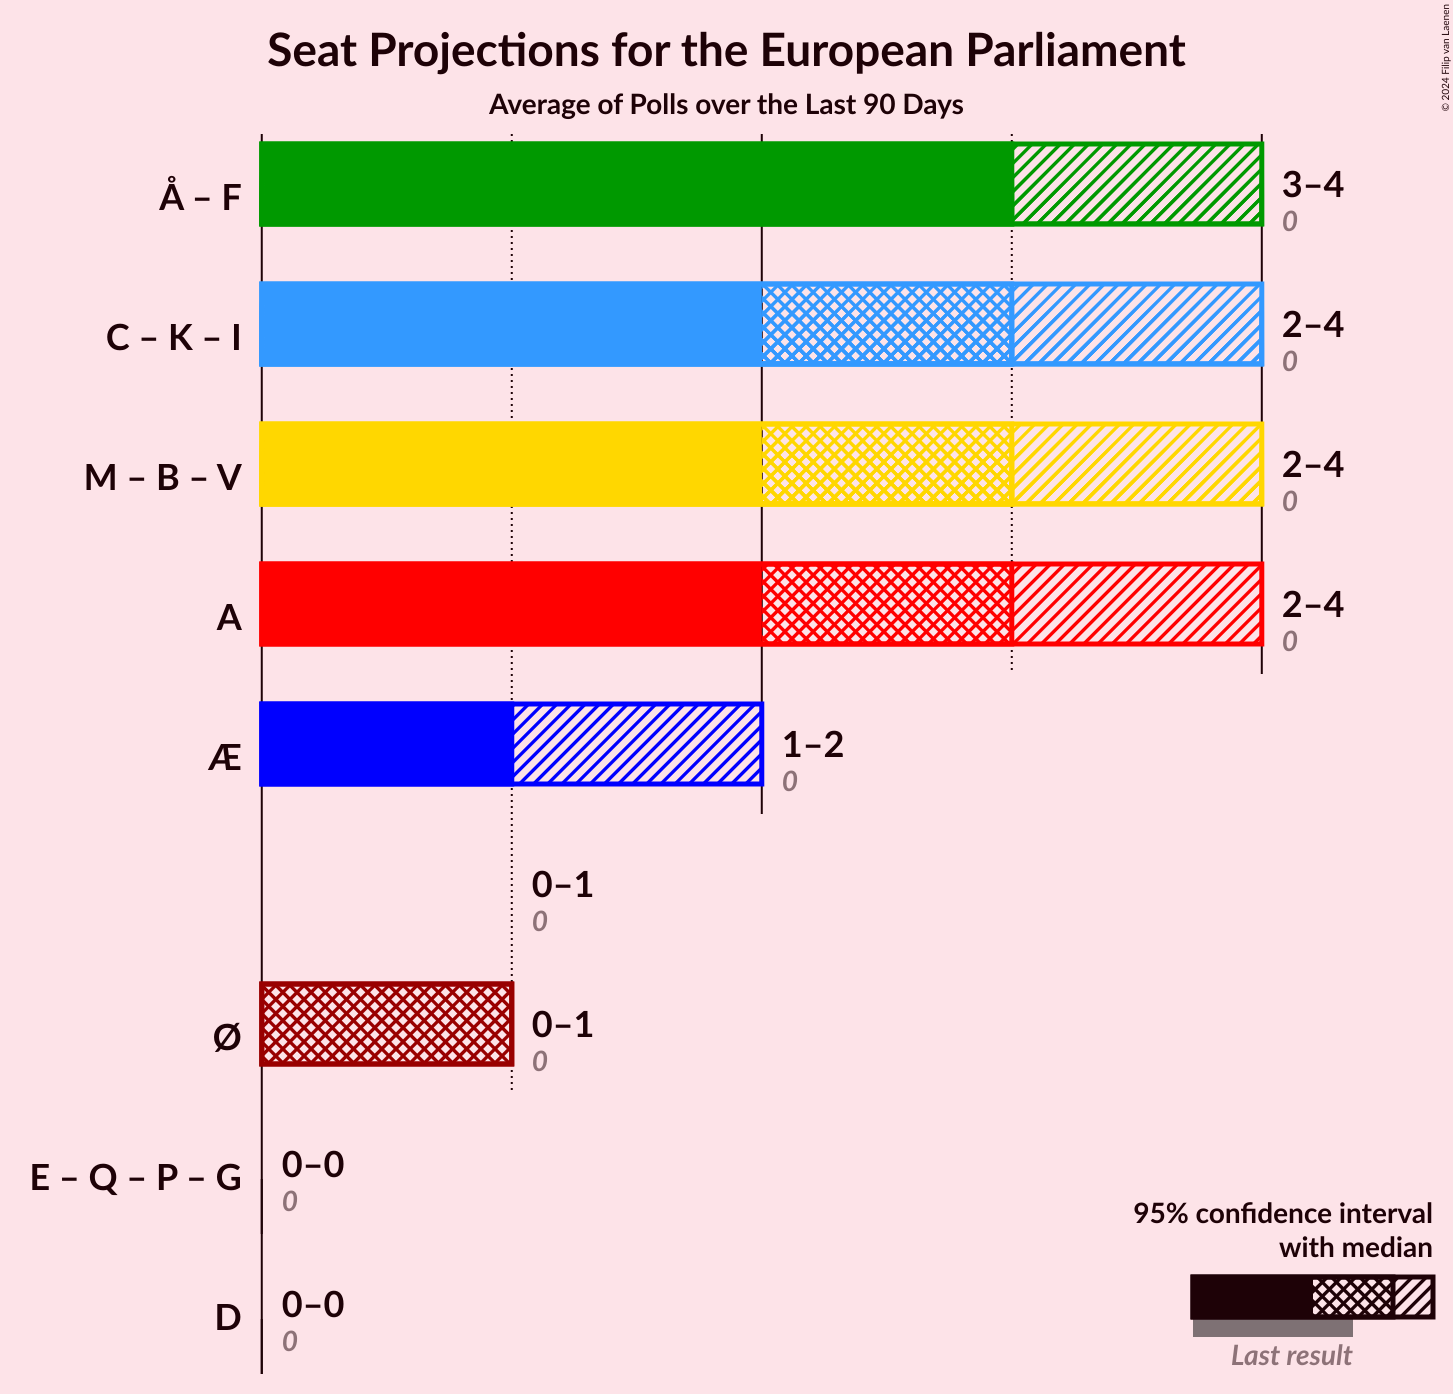 Seat Projections for the European Parliament
Average of Polls over the Last 90 Days
© 2024 Filip van Laenen
Å – F
3–4
0
C – K – I
2–4
0
M – B – V
2–4
0
A
2–4
0
Æ
1–2
0
0–1
0
Ø
0–1
0
E – Q – P – G
0–0
0
D
0–0
0
95% confidence interval
with median
Last result